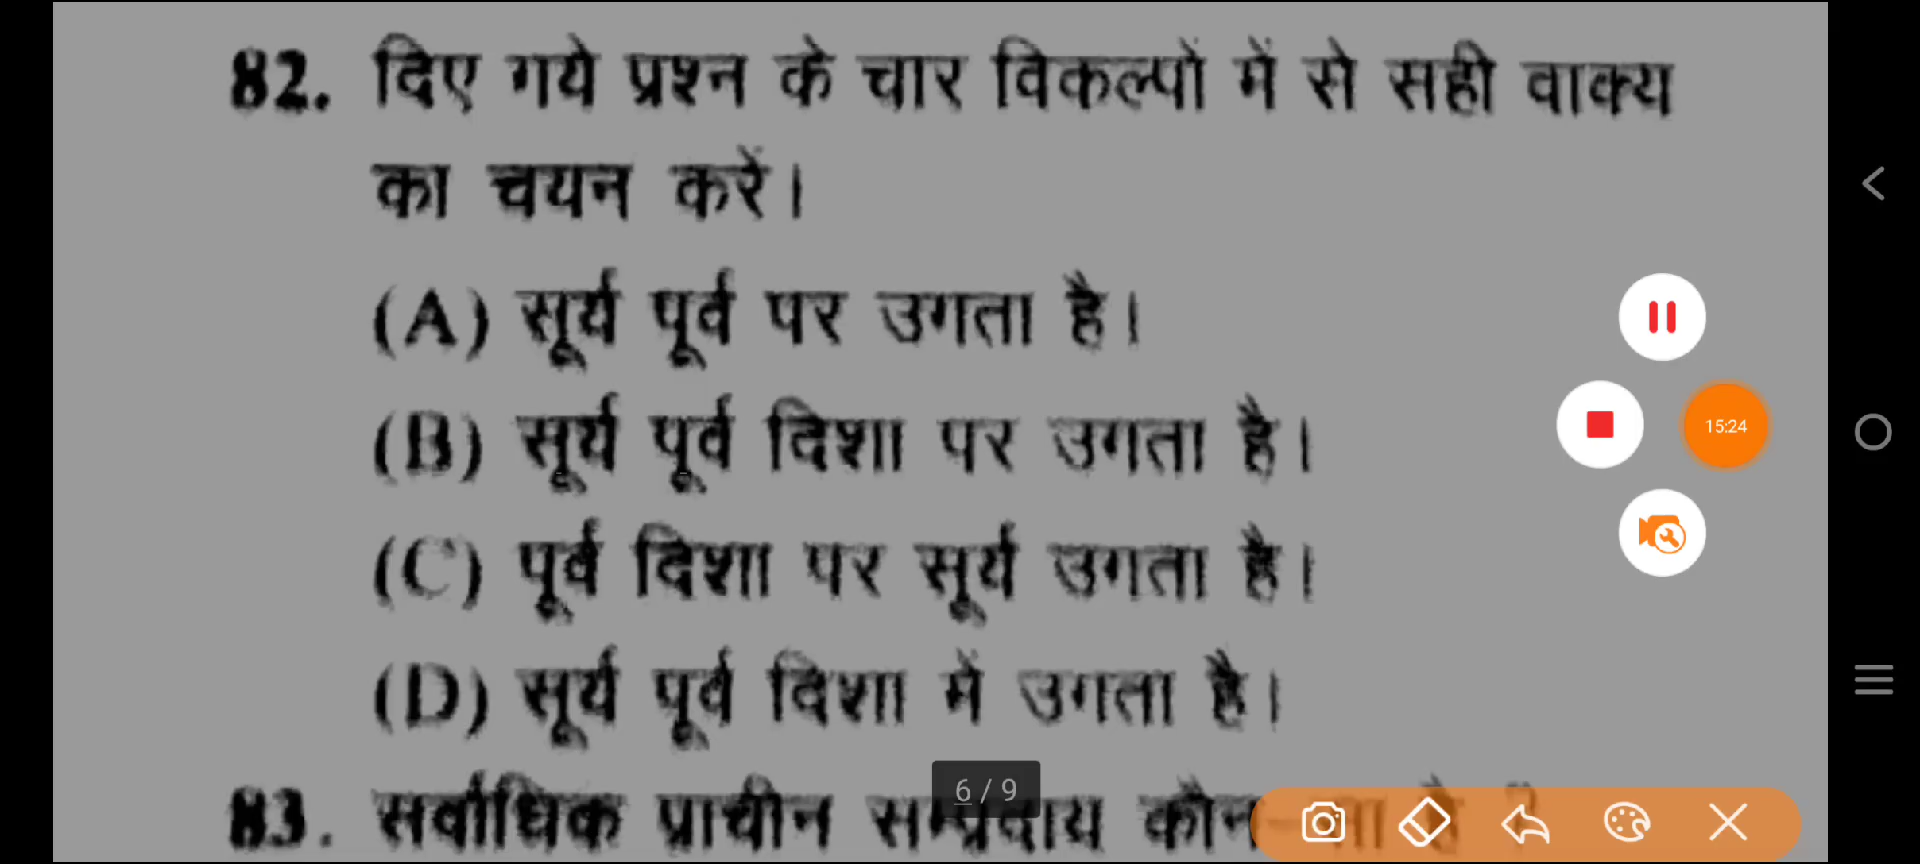 82. दिए गये प्रश्न के चार विकल्पों में से सही वाक्य
का चयन करें।
(A) सूर्य पूर्व पर उगता है।
(B) सूर्य पूर्व दिशा पर उगता है।
(C) पूर्व दिशा पर सूर्य उगता है।
(D) सूर्य पूर्व दिशा में उगता है।
83. सर्वाधिक प्राचीन सम्प्रदाय कौन-सा है ?
6 / 9
15:24